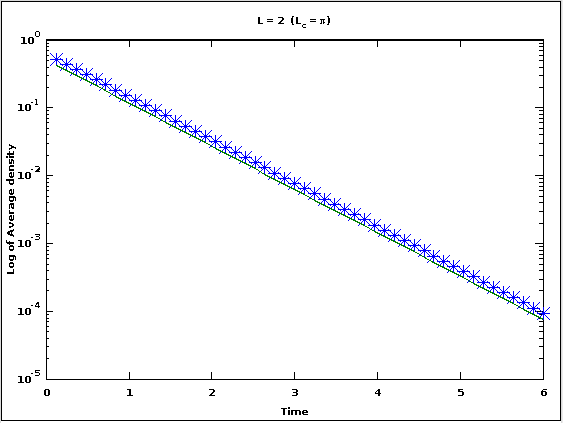 L = 2 (Lc = π)
10^0
10^-1
10^-2
10^-3
10^-4
10^-5
Log of Average density
0 1 2 3 4 5 6
Time